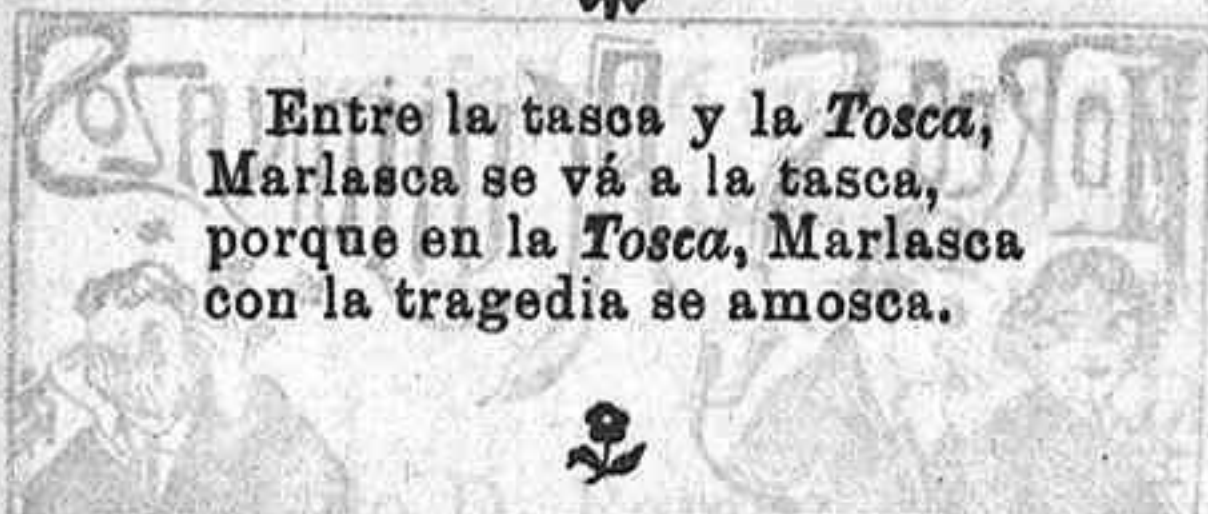 Entre la tasca y la Tosca,
Marlasca se vá a la tasca,
porque en la Tosca, Marlasca
con la tragedia se amosca.